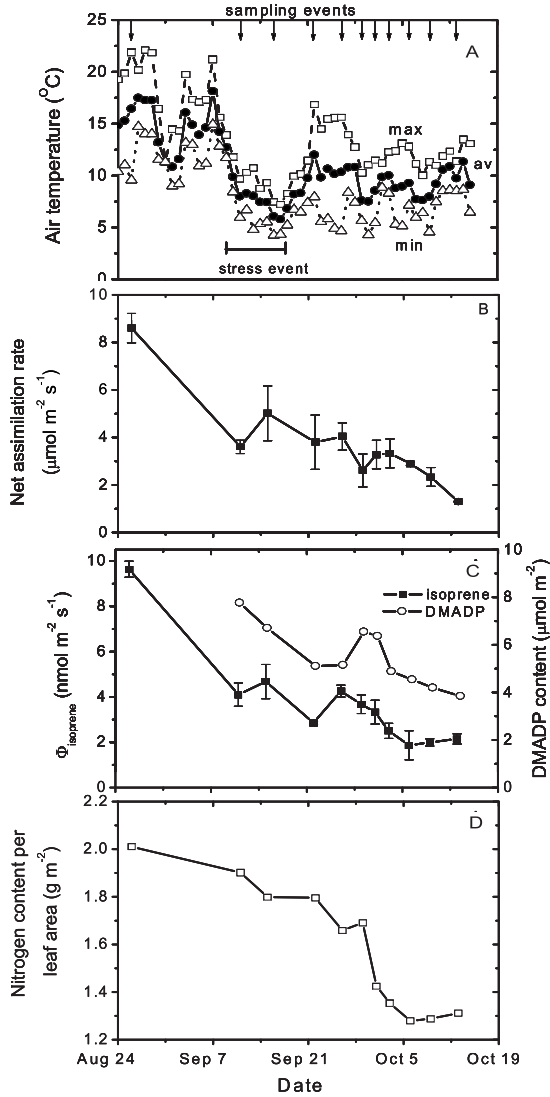 sampling events
A
25
20
15
10
5
0
Air temperature (°C)
max
av
min
stress event
B
10
8
6
4
2
0
Net assimilation rate
(μmol m-2 s-1)
C
10
8
6
4
2
0
Φisoprene (nmol m-2 s-1)
isoprene
DMADP
10
8
6
4
2
0
DMADP content (μmol m-2)
D
2.2
2.0
1.8
1.6
1.4
1.2
Nitrogen content per
leaf area (g m-2)
Aug 24 Sep 7 Sep 21 Oct 5 Oct 19
Date